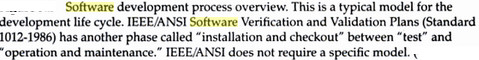 Software development process overview. This is a typical model for the
development life cycle. IEEE/ANSI Software Verification and Validation Plans (Standard
1012-1986) has another phase called "installation and checkout" between "test" and
"operation and maintenance." IEEE/ANSI does not require a specific model.